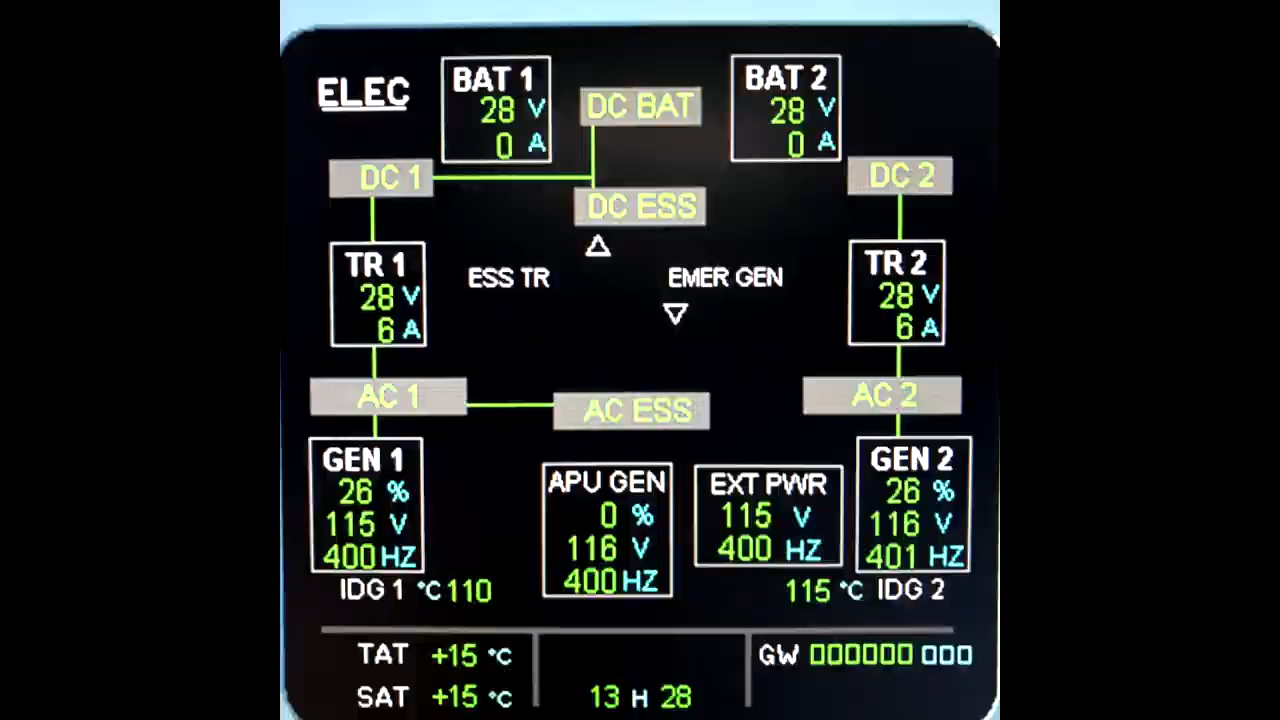 ELEC
BAT 1
28 V
0 A
DC BAT
BAT 2
28 V
0 A
DC 1
DC 2
DC ESS
TR 1
28 V
6 A
ESS TR
EMER GEN
TR 2
28 V
6 A
AC 1
AC ESS
AC 2
GEN 1
26 %
115 V
400 HZ
APU GEN
0 %
116 V
400 HZ
EXT PWR
115 V
400 HZ
GEN 2
26 %
116 V
401 HZ
IDG 1 °C 110
115 °C IDG 2
TAT +15 °C
SAT +15 °C
13 H 28
GW